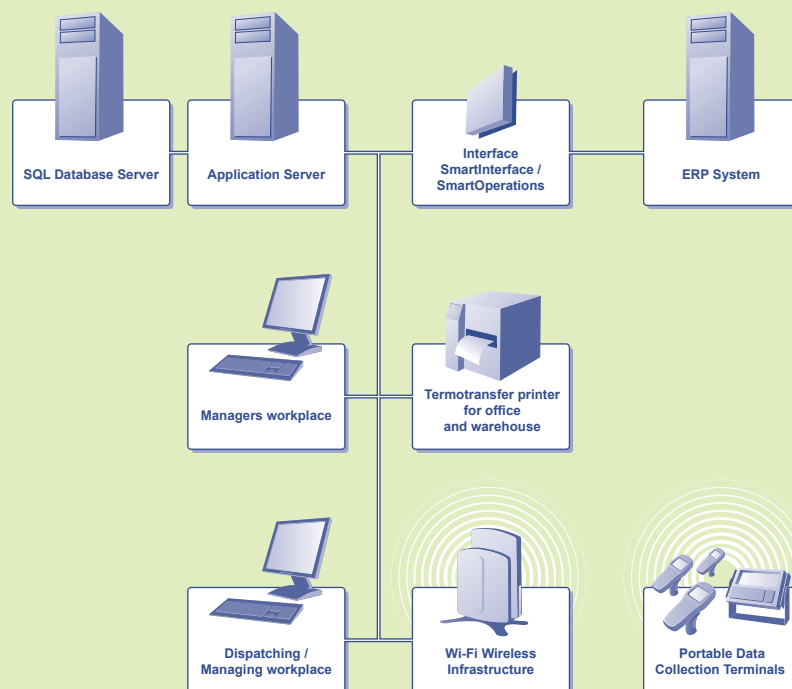 SQL Database Server
Application Server
Interface
SmartInterface /
SmartOperations
ERP System
Managers workplace
Termotransfer printer
for office
and warehouse
Dispatching /
Managing workplace
Wi-Fi Wireless
Infrastructure
Portable Data
Collection Terminals